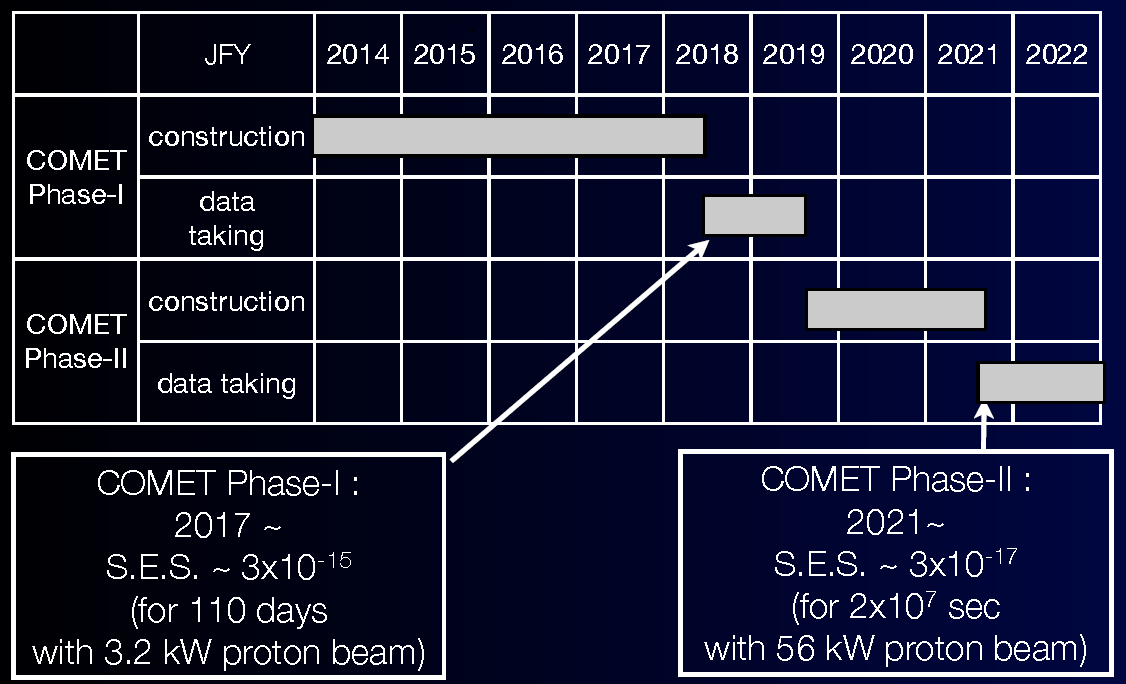 JFY 2014 2015 2016 2017 2018 2019 2020 2021 2022
COMET
Phase-I
construction
data
taking
COMET
Phase-II
construction
data taking
COMET Phase-I :
2017 ~
S.E.S. ~ 3x10⁻¹⁵
(for 110 days
with 3.2 kW proton beam)
COMET Phase-II :
2021~
S.E.S. ~ 3x10⁻¹⁷
(for 2x10⁷ sec
with 56 kW proton beam)